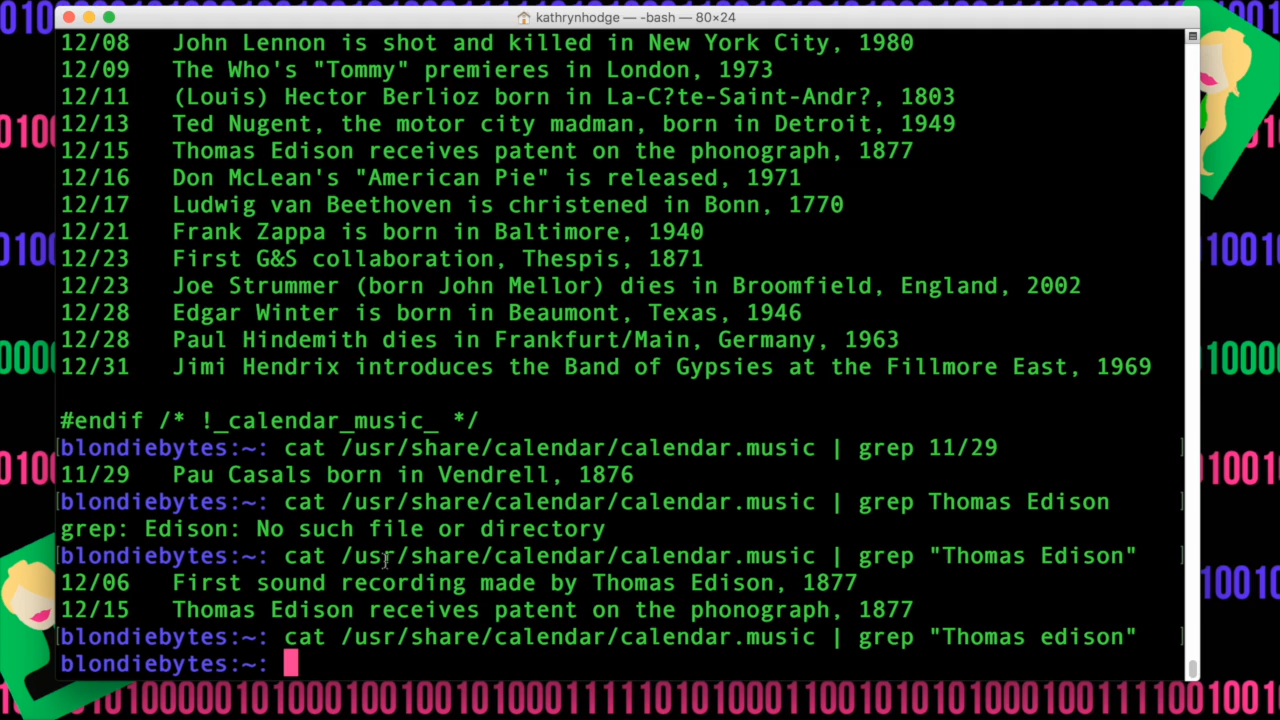 kathrynhodge — -bash — 80×24
12/08 John Lennon is shot and killed in New York City, 1980
12/09 The Who's "Tommy" premieres in London, 1973
12/11 (Louis) Hector Berlioz born in La-C?te-Saint-Andr?, 1803
12/13 Ted Nugent, the motor city madman, born in Detroit, 1949
12/15 Thomas Edison receives patent on the phonograph, 1877
12/16 Don McLean's "American Pie" is released, 1971
12/17 Ludwig van Beethoven is christened in Bonn, 1770
12/21 Frank Zappa is born in Baltimore, 1940
12/23 First G&S collaboration, Thespis, 1871
12/23 Joe Strummer (born John Mellor) dies in Broomfield, England, 2002
12/28 Edgar Winter is born in Beaumont, Texas, 1946
12/28 Paul Hindemith dies in Frankfurt/Main, Germany, 1963
12/31 Jimi Hendrix introduces the Band of Gypsies at the Fillmore East, 1969
#endif /* !_calendar_music_ */
[blondiebytes:~: cat /usr/share/calendar/calendar.music | grep 11/29 ]
11/29 Pau Casals born in Vendrell, 1876
[blondiebytes:~: cat /usr/share/calendar/calendar.music | grep Thomas Edison ]
grep: Edison: No such file or directory
[blondiebytes:~: cat /usr/share/calendar/calendar.music | grep "Thomas Edison" ]
12/06 First sound recording made by Thomas Edison, 1877
12/15 Thomas Edison receives patent on the phonograph, 1877
[blondiebytes:~: cat /usr/share/calendar/calendar.music | grep "Thomas edison" ]
blondiebytes:~: